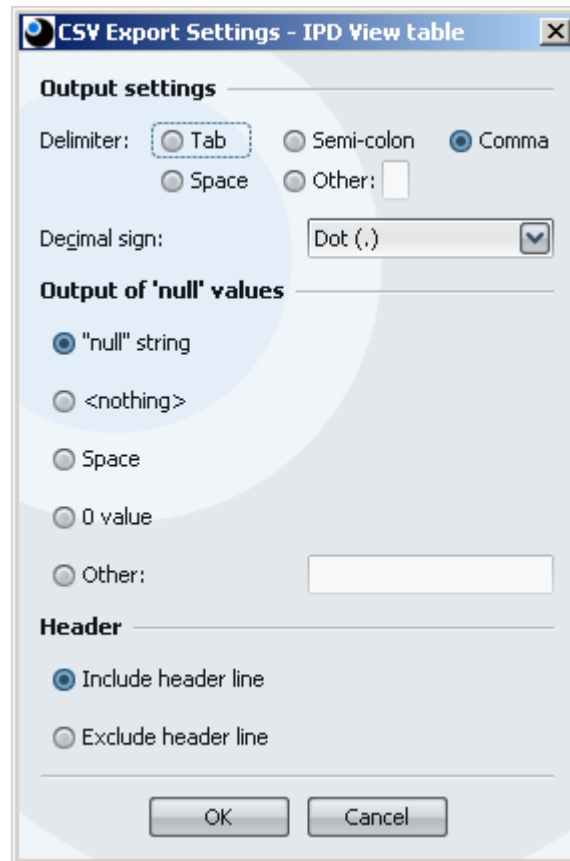 CSV Export Settings - IPD View table
Output settings
Delimiter: Tab Semi-colon Comma
Space Other:
Decimal sign: Dot (.)
Output of 'null' values
"null" string
<nothing>
Space
0 value
Other:
Header
Include header line
Exclude header line
OK Cancel